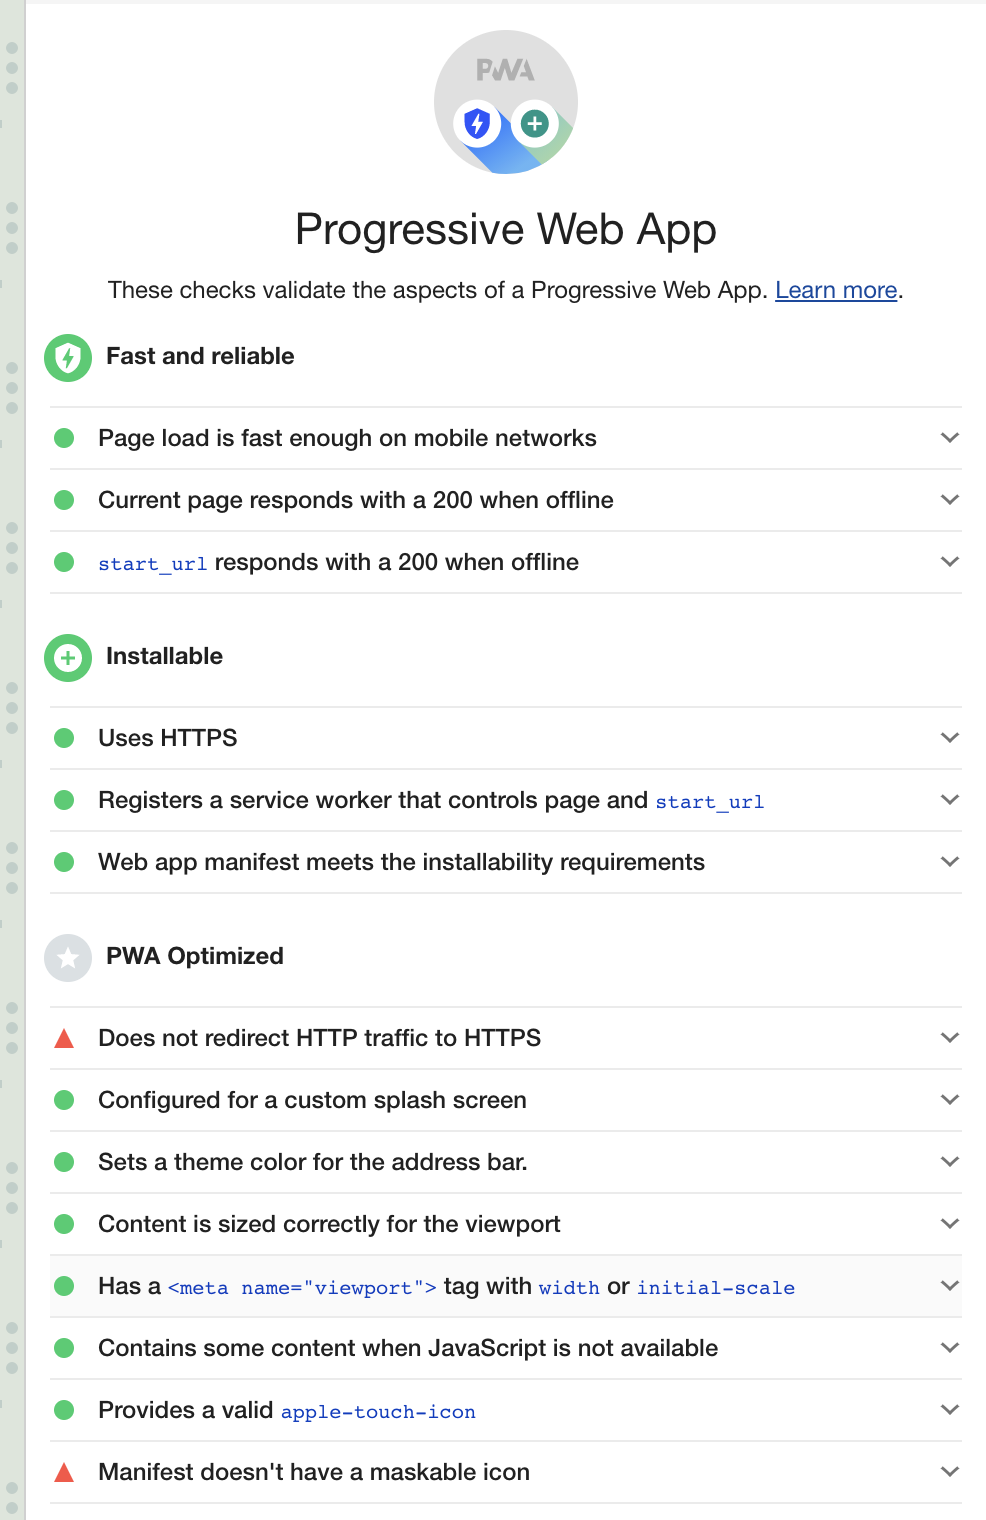 PWA
Progressive Web App
These checks validate the aspects of a Progressive Web App. Learn more.
Fast and reliable
Page load is fast enough on mobile networks
Current page responds with a 200 when offline
start_url responds with a 200 when offline
Installable
Uses HTTPS
Registers a service worker that controls page and start_url
Web app manifest meets the installability requirements
PWA Optimized
Does not redirect HTTP traffic to HTTPS
Configured for a custom splash screen
Sets a theme color for the address bar.
Content is sized correctly for the viewport
Has a <meta name="viewport"> tag with width or initial-scale
Contains some content when JavaScript is not available
Provides a valid apple-touch-icon
Manifest doesn't have a maskable icon